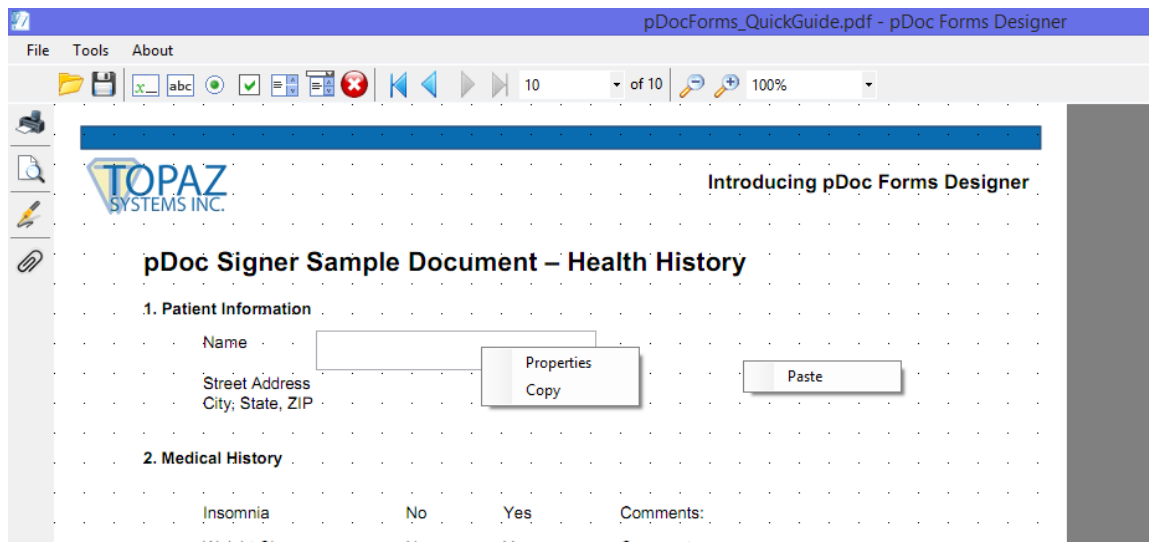 pDocForms_QuickGuide.pdf - pDoc Forms Designer
File Tools About
x_ abc 10 of 10 100%
TOPAZ
SYSTEMS INC.
Introducing pDoc Forms Designer
pDoc Signer Sample Document – Health History
1. Patient Information
Name
Properties
Copy
Paste
Street Address
City, State, ZIP
2. Medical History
Insomnia No Yes Comments: